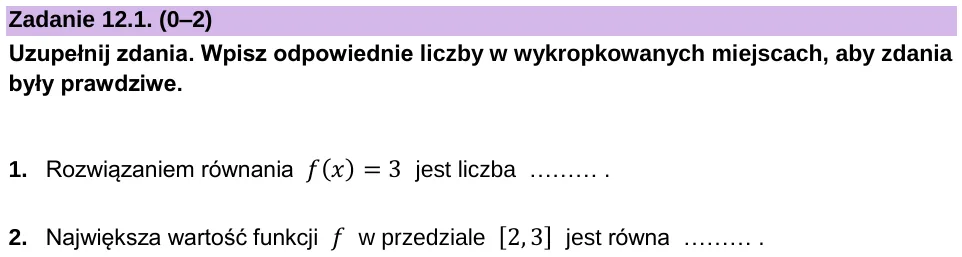 Zadanie 12.1. (0–2)
Uzupełnij zdania. Wpisz odpowiednie liczby w wykropkowanych miejscach, aby zdania
były prawdziwe.
1. Rozwiązaniem równania f(x) = 3 jest liczba ......... .
2. Największa wartość funkcji f w przedziale [2, 3] jest równa ......... .